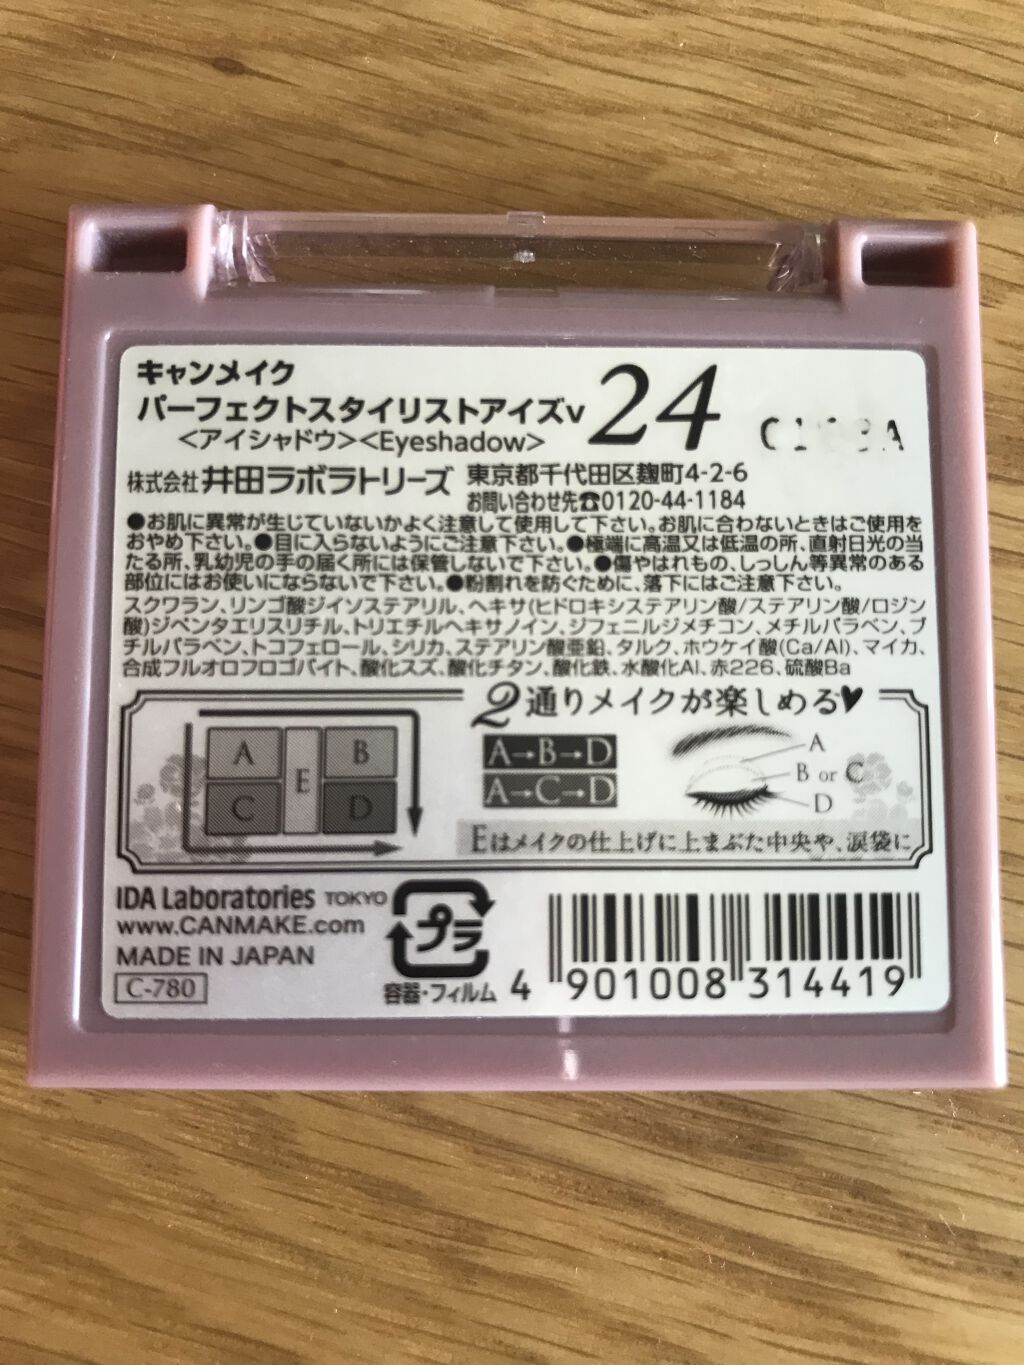 キャンメイク
パーフェクトスタイリストアイズv 24
<アイシャドウ><Eyeshadow>
株式会社 井田ラボラトリーズ 東京都千代田区麹町4-2-6
お問い合わせ先☎0120-44-1184
●お肌に異常が生じていないかよく注意して使用して下さい。お肌に合わないときはご使用を
おやめ下さい。●目に入らないようにご注意下さい。●極端に高温又は低温の所、直射日光の当
たる所、乳幼児の手の届く所には保管しないで下さい。●傷やはれもの、しっしん等異常のある
部位にはお使いにならないで下さい。●粉割れを防ぐために、落下にはご注意下さい。
スクワラン、リンゴ酸ジイソステアリル、ヘキサ(ヒドロキシステアリン酸/ステアリン酸/ロジン
酸)ジペンタエリスリチル、トリエチルヘキサノイン、ジフェニルジメチコン、メチルパラベン、ブ
チルパラベン、トコフェロール、シリカ、ステアリン酸亜鉛、タルク、ホウケイ酸(Ca/Al)、マイカ、
合成フルオロフロゴパイト、酸化スズ、酸化チタン、酸化鉄、水酸化Al、赤226、硫酸Ba
2通りメイクが楽しめる♥
A B
E
C D
A→B→D
A→C→D
A
B or C
D
Eはメイクの仕上げに上まぶた中央や、涙袋に
IDA Laboratories TOKYO
www.CANMAKE.com
MADE IN JAPAN
C-780
プラ
容器・フィルム
4 901008 314419